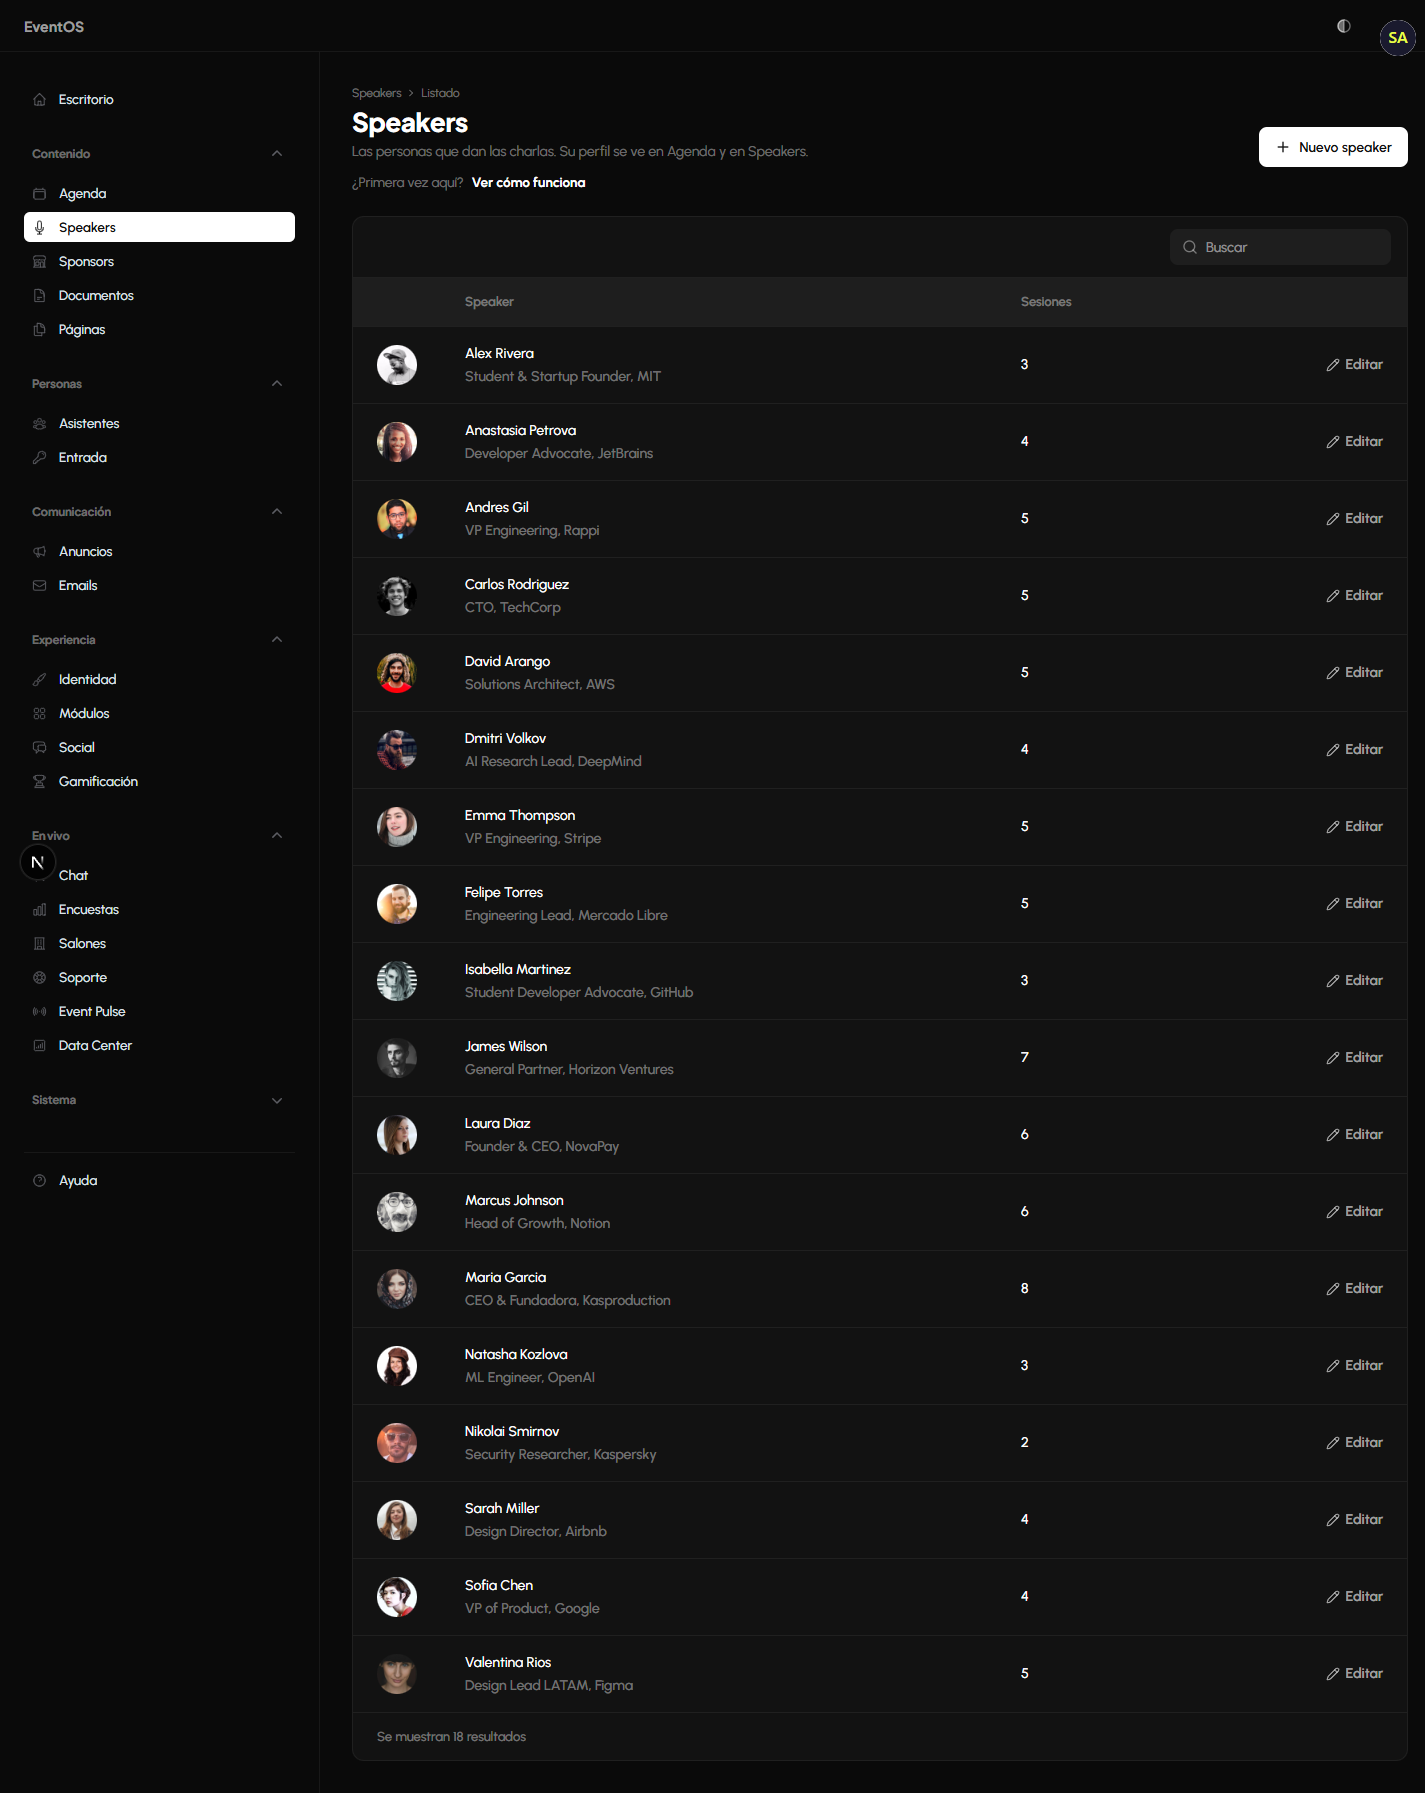 EventOS
SA
Escritorio
Contenido
Agenda
Speakers
Sponsors
Documentos
Páginas
Personas
Asistentes
Entrada
Comunicación
Anuncios
Emails
Experiencia
Identidad
Módulos
Social
Gamificación
En vivo
N
Chat
Encuestas
Salones
Soporte
Event Pulse
Data Center
Sistema
Ayuda
Speakers > Listado
Speakers
Las personas que dan las charlas. Su perfil se ve en Agenda y en Speakers.
¿Primera vez aquí? Ver cómo funciona
+ Nuevo speaker
Buscar
Speaker Sesiones
Alex Rivera
Student & Startup Founder, MIT
3
Editar
Anastasia Petrova
Developer Advocate, JetBrains
4
Editar
Andres Gil
VP Engineering, Rappi
5
Editar
Carlos Rodriguez
CTO, TechCorp
5
Editar
David Arango
Solutions Architect, AWS
5
Editar
Dmitri Volkov
AI Research Lead, DeepMind
4
Editar
Emma Thompson
VP Engineering, Stripe
5
Editar
Felipe Torres
Engineering Lead, Mercado Libre
5
Editar
Isabella Martinez
Student Developer Advocate, GitHub
3
Editar
James Wilson
General Partner, Horizon Ventures
7
Editar
Laura Diaz
Founder & CEO, NovaPay
6
Editar
Marcus Johnson
Head of Growth, Notion
6
Editar
Maria Garcia
CEO & Fundadora, Kasproduction
8
Editar
Natasha Kozlova
ML Engineer, OpenAI
3
Editar
Nikolai Smirnov
Security Researcher, Kaspersky
2
Editar
Sarah Miller
Design Director, Airbnb
4
Editar
Sofia Chen
VP of Product, Google
4
Editar
Valentina Rios
Design Lead LATAM, Figma
5
Editar
Se muestran 18 resultados